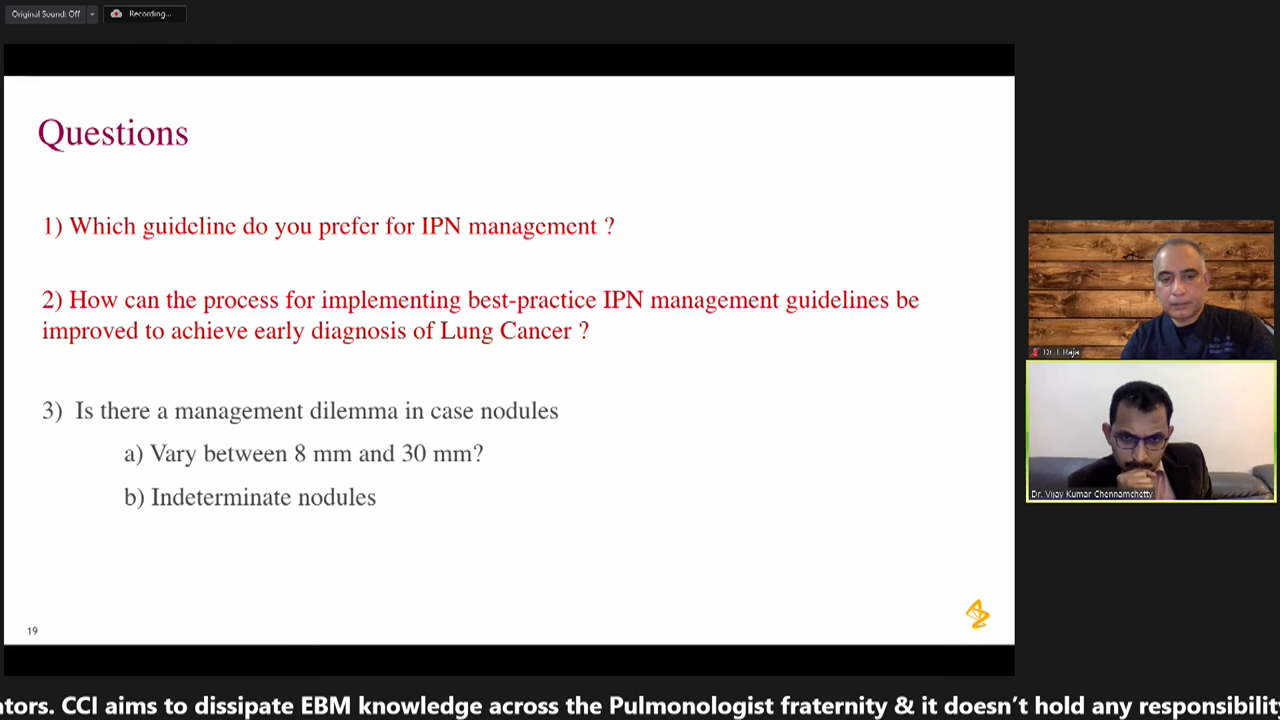 Original Sound: Off
Recording...
Questions
1) Which guideline do you prefer for IPN management ?
2) How can the process for implementing best-practice IPN management guidelines be
improved to achieve early diagnosis of Lung Cancer ?
3) Is there a management dilemma in case nodules
a) Vary between 8 mm and 30 mm?
b) Indeterminate nodules
19
Dr. T Raja
Dr. Vijay Kumar Chennamchetty
ators. CCI aims to dissipate EBM knowledge across the Pulmonologist fraternity & it doesn’t hold any responsibilit